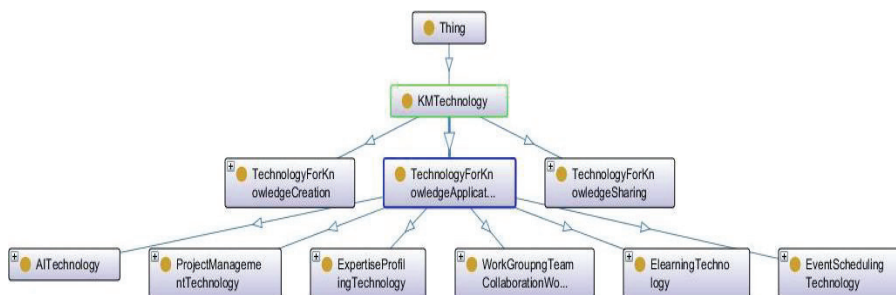 Thing
KMTechnology
TechnologyForKn
owledgeCreation
TechnologyForKn
owledgeApplicat...
TechnologyForKn
owledgeSharing
AITechnology
ProjectManageme
ntTechnology
ExpertiseProfil
ingTechnology
WorkGroupngTeam
CollaborationWo...
ElearningTechno
logy
EventScheduling
Technology